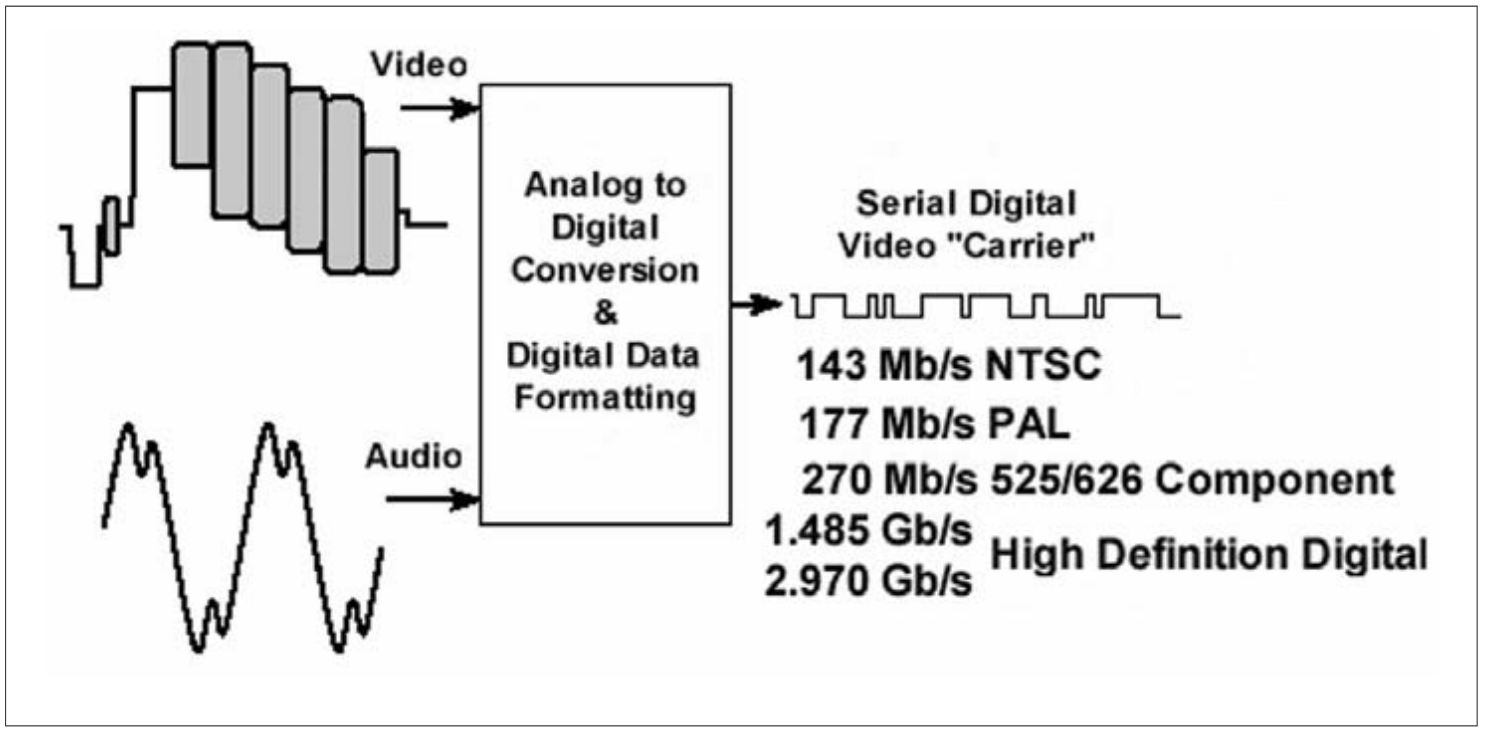 Video
Analog to
Digital
Conversion
&
Digital Data
Formatting
Audio
Serial Digital
Video "Carrier"
143 Mb/s NTSC
177 Mb/s PAL
270 Mb/s 525/626 Component
1.485 Gb/s
2.970 Gb/s
High Definition Digital